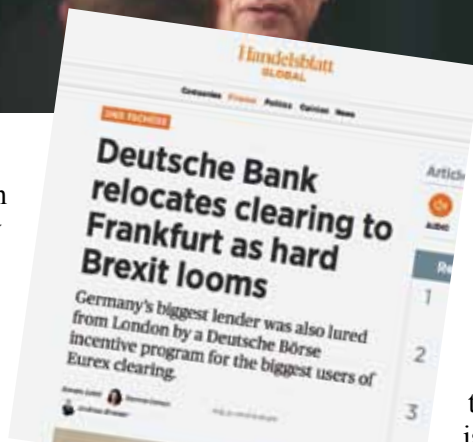 Handelsblatt
GLOBAL
Companies Finance Politics Opinion News
Deutsche Bank
relocates clearing to
Frankfurt as hard
Brexit looms
Germany's biggest lender was also lured
from London by a Deutsche Börse
incentive program for the biggest users of
Eurex clearing.
AUDIO
1
2
3